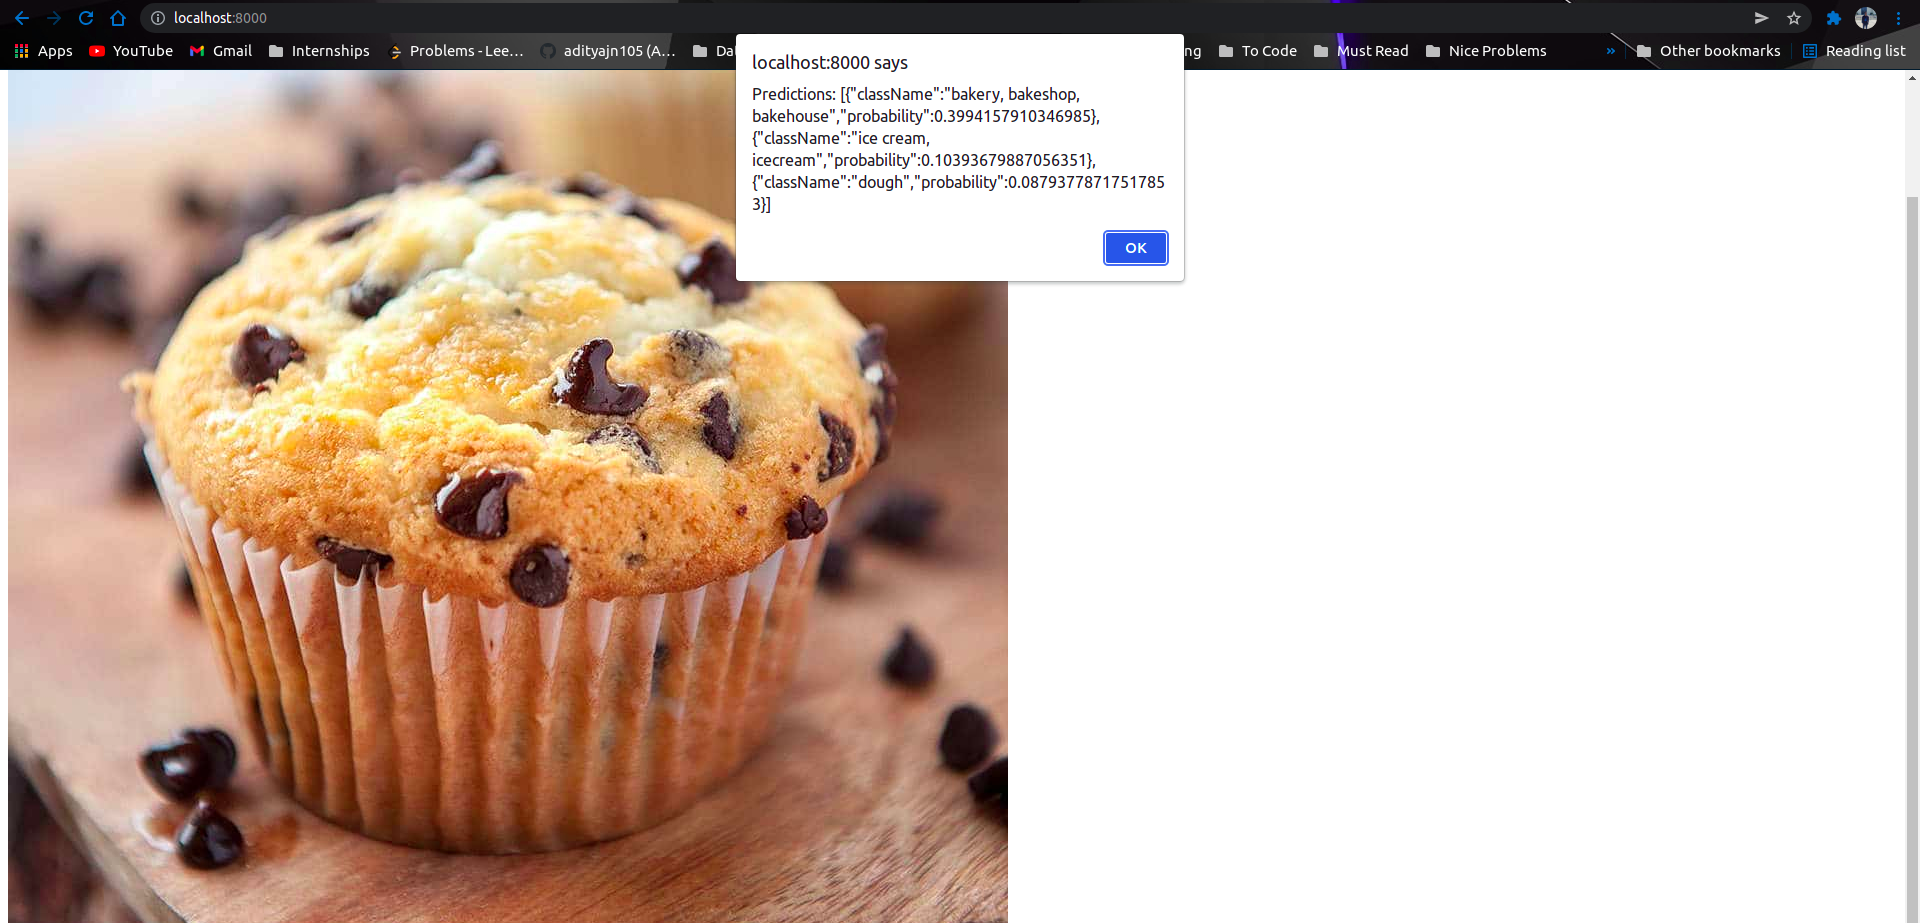 localhost:8000
Apps YouTube Gmail Internships Problems - Lee... adityajn105 (A... Da ng To Code Must Read Nice Problems » Other bookmarks Reading list
localhost:8000 says
Predictions: [{"className":"bakery, bakeshop,
bakehouse","probability":0.3994157910346985},
{"className":"ice cream,
icecream","probability":0.10393679887056351},
{"className":"dough","probability":0.0879377871751785
3}]
OK